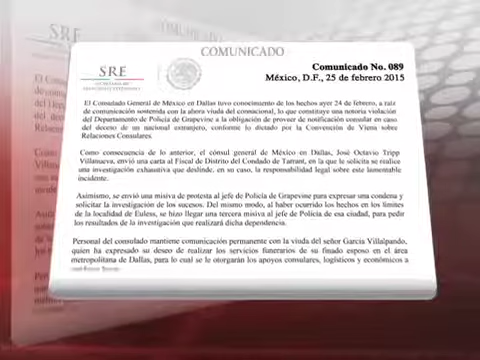 COMUNICADO
SRE
Comunicado No. 089
México, D.F., 25 de febrero 2015
El Consulado General de México en Dallas tuvo conocimiento de los hechos ayer 24 de febrero, a raíz
de comunicación sostenida con la ahora viuda del connacional, lo que constituye una notoria violación
del Departamento de Policía de Grapevine a la obligación de proveer de notificación consular en caso
del deceso de un nacional extranjero, conforme lo dictado por la Convención de Viena sobre
Relaciones Consulares.
Como consecuencia de lo anterior, el cónsul general de México en Dallas, José Octavio Tripp
Villanueva, envió una carta al Fiscal de Distrito del Condado de Tarrant, en la que le solicita se realice
una investigación exhaustiva que deslinde, en su caso, la responsabilidad legal sobre este lamentable
incidente.
Asimismo, se envió una misiva de protesta al jefe de Policía de Grapevine para expresar una condena y
solicitar la investigación de los sucesos. Del mismo modo, al haber ocurrido los hechos en los límites
de la localidad de Euless, se hizo llegar una tercera misiva al jefe de Policía de esa ciudad, para pedir
los resultados de la investigación que realizará dicha dependencia.
Personal del consulado mantiene comunicación permanente con la viuda del señor García Villalpando,
quien ha expresado su deseo de realizar los servicios funerarios de su finado esposo en el área
metropolitana de Dallas, para lo cual se le otorgarán los apoyos consulares, logísticos y económicos a